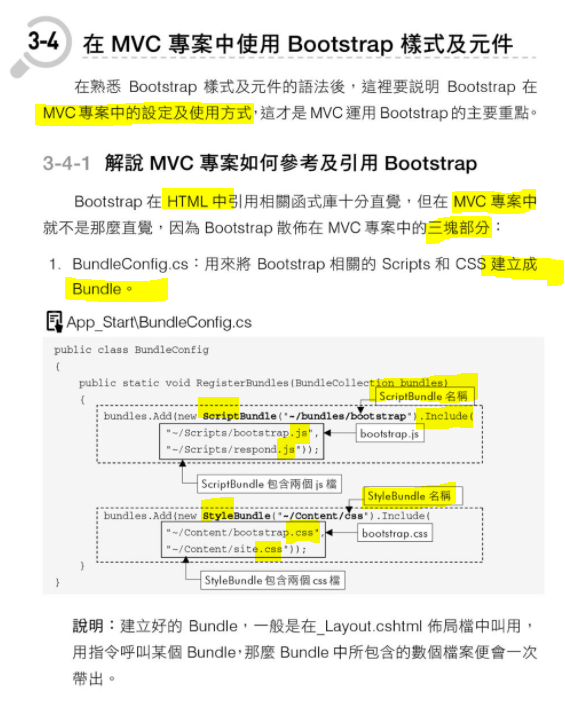 3-4 在 MVC 專案中使用 Bootstrap 樣式及元件
在熟悉 Bootstrap 樣式及元件的語法後，這裡要說明 Bootstrap 在
MVC 專案中的設定及使用方式，這才是 MVC 運用 Bootstrap 的主要重點。
3-4-1 解說 MVC 專案如何參考及引用 Bootstrap
Bootstrap 在 HTML 中引用相關函式庫十分直覺，但在 MVC 專案中
就不是那麼直覺，因為 Bootstrap 散佈在 MVC 專案中的三塊部分：
1. BundleConfig.cs：用來將 Bootstrap 相關的 Scripts 和 CSS 建立成
Bundle。
App_Start\BundleConfig.cs
public class BundleConfig
{
public static void RegisterBundles(BundleCollection bundles)
{
ScriptBundle 名稱
bundles.Add(new ScriptBundle("~/bundles/bootstrap").Include(
"~/Scripts/bootstrap.js",
bootstrap.js
"~/Scripts/respond.js"));
ScriptBundle 包含兩個 js 檔
StyleBundle 名稱
bundles.Add(new StyleBundle("~/Content/css").Include(
"~/Content/bootstrap.css",
bootstrap.css
"~/Content/site.css"));
}
StyleBundle 包含兩個 css 檔
}
說明：建立好的 Bundle，一般是在_Layout.cshtml 佈局檔中叫用，
用指令呼叫某個 Bundle，那麼 Bundle 中所包含的數個檔案便會一次
帶出。